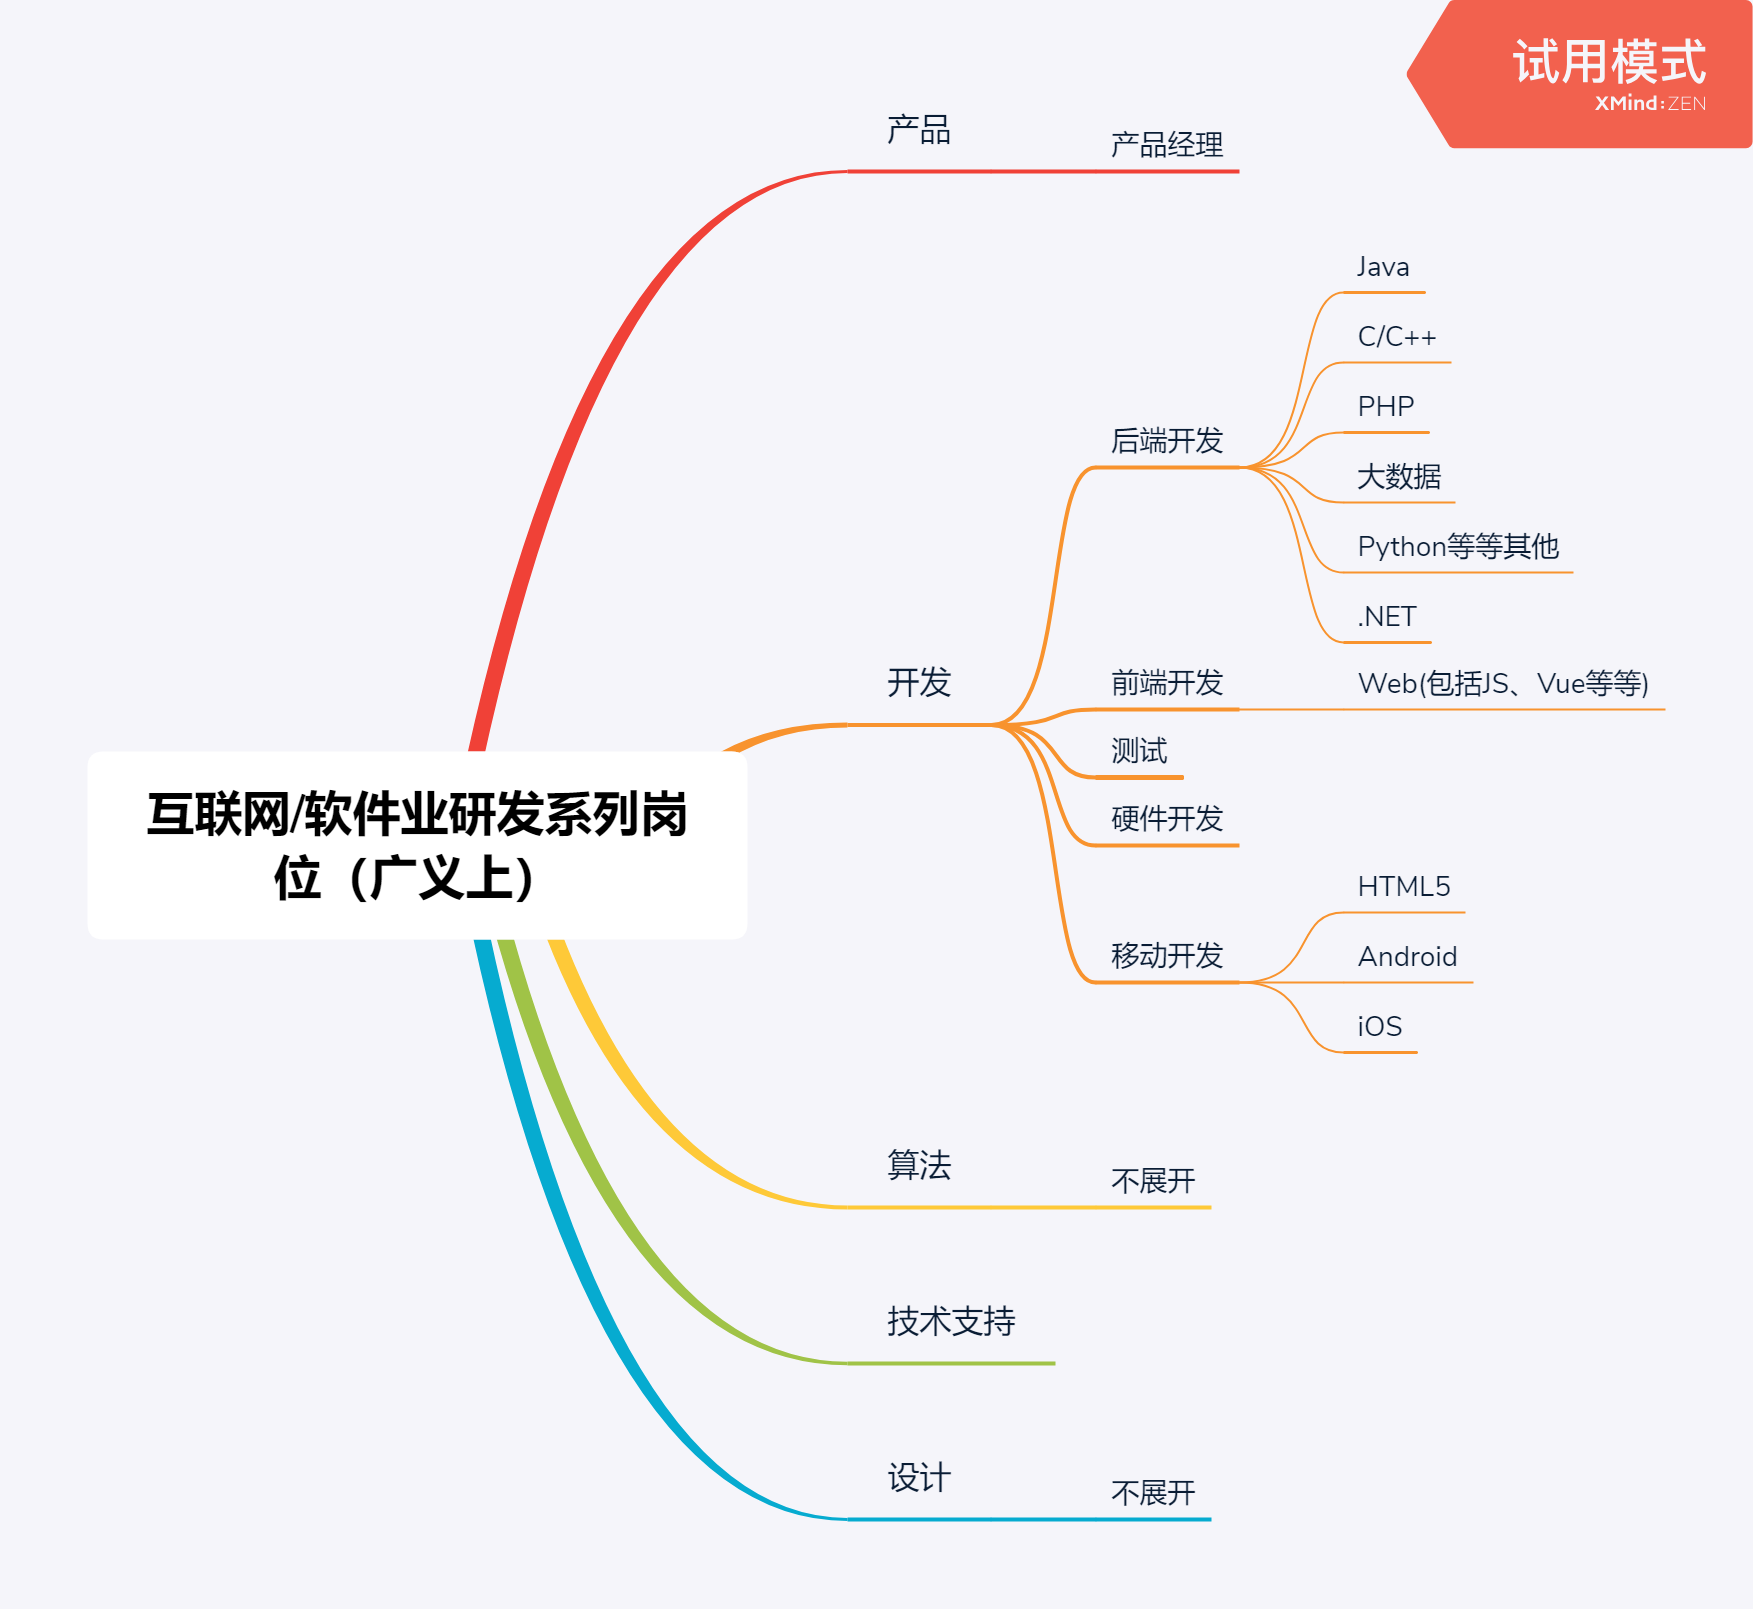 试用模式
XMind:ZEN
产品
产品经理
Java
C/C++
PHP
后端开发
大数据
Python等等其他
.NET
开发
前端开发
Web(包括JS、Vue等等)
测试
互联网/软件业研发系列岗
位（广义上）
硬件开发
HTML5
移动开发
Android
iOS
算法
不展开
技术支持
设计
不展开